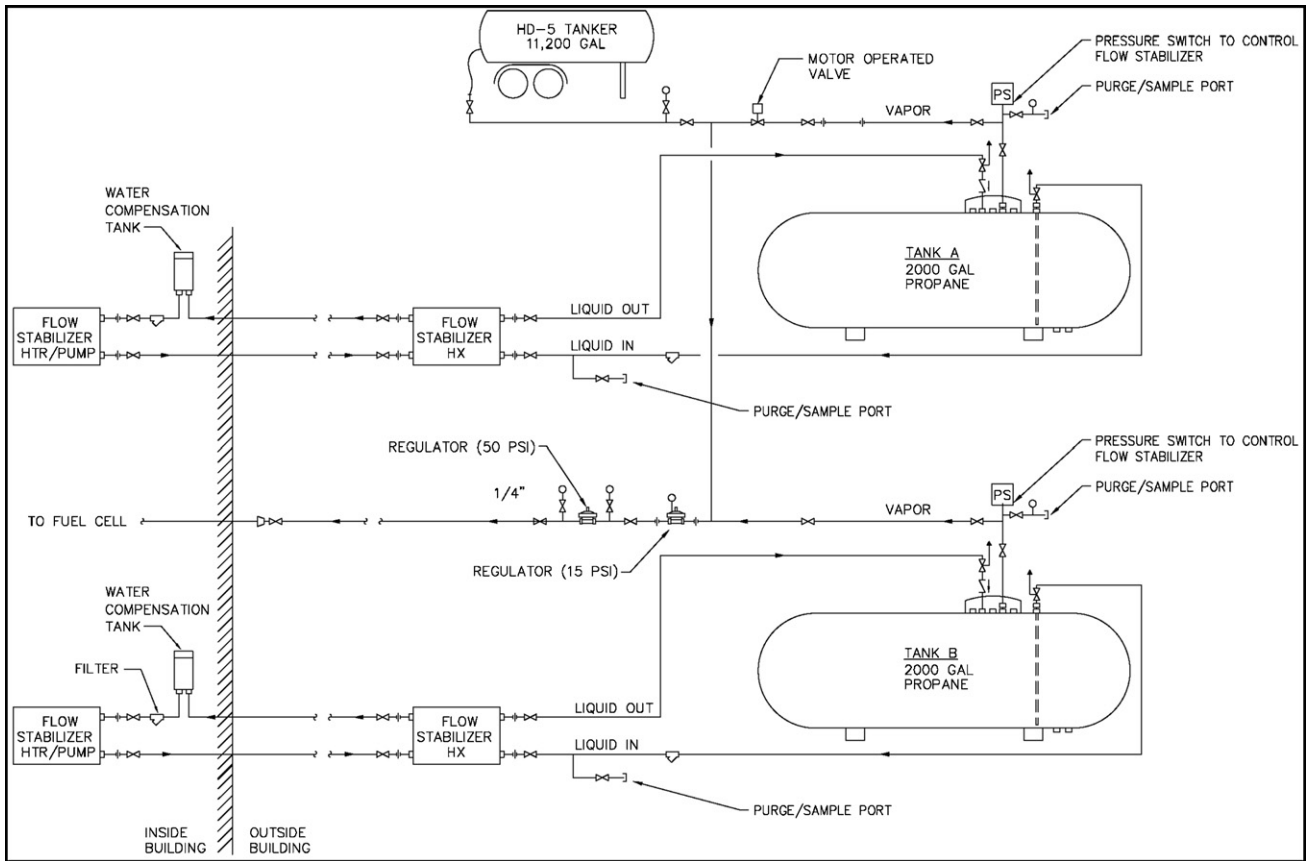 HD-5 TANKER
11,200 GAL
MOTOR OPERATED
VALVE
PRESSURE SWITCH TO CONTROL
FLOW STABILIZER
PS
PURGE/SAMPLE PORT
VAPOR
WATER
COMPENSATION
TANK
TANK A
2000 GAL
PROPANE
FLOW
STABILIZER
HTR/PUMP
FLOW
STABILIZER
HX
LIQUID OUT
LIQUID IN
PURGE/SAMPLE PORT
REGULATOR (50 PSI)
PRESSURE SWITCH TO CONTROL
FLOW STABILIZER
PS
PURGE/SAMPLE PORT
1/4"
VAPOR
TO FUEL CELL
REGULATOR (15 PSI)
WATER
COMPENSATION
TANK
FILTER
TANK B
2000 GAL
PROPANE
FLOW
STABILIZER
HTR/PUMP
FLOW
STABILIZER
HX
LIQUID OUT
LIQUID IN
PURGE/SAMPLE PORT
INSIDE
BUILDING
OUTSIDE
BUILDING